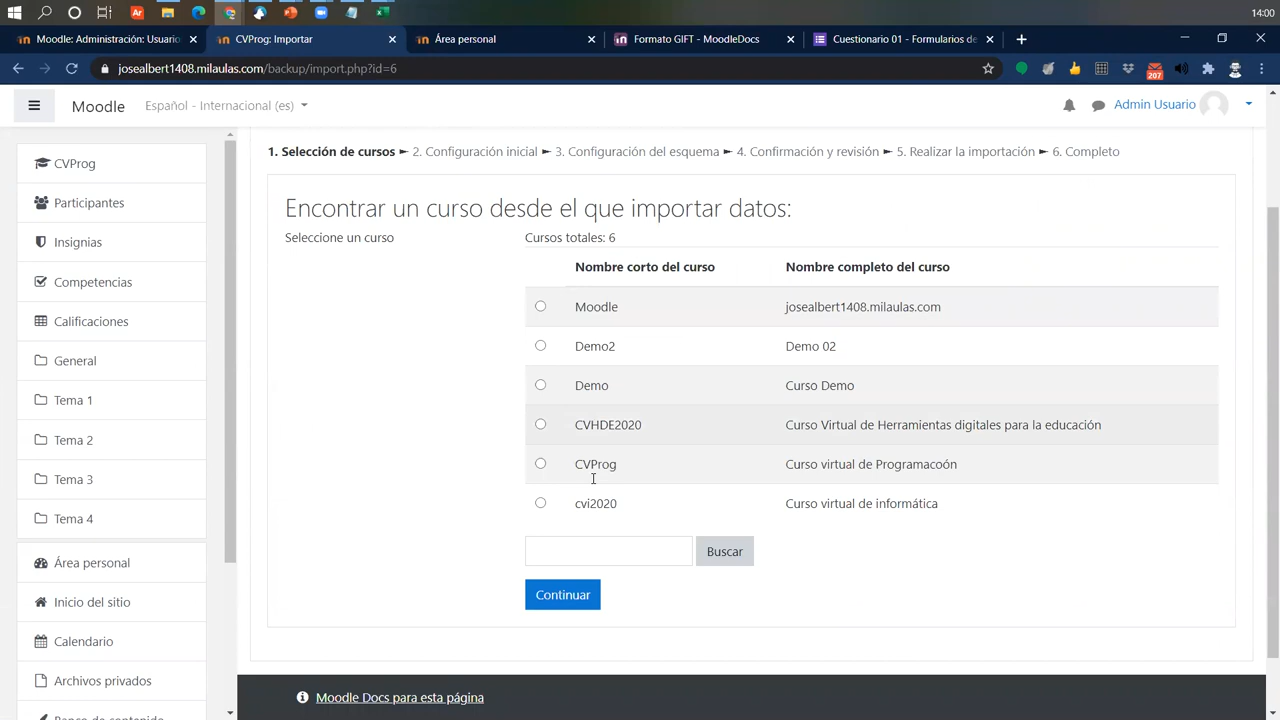 14:00
Moodle: Administración: Usuario
CVProg: Importar
Área personal
Formato GIFT - MoodleDocs
Cuestionario 01 - Formularios de
josealbert1408.milaulas.com/backup/import.php?id=6
207
Moodle
Español - Internacional (es)
Admin Usuario
CVProg
Participantes
Insignias
Competencias
Calificaciones
General
Tema 1
Tema 2
Tema 3
Tema 4
Área personal
Inicio del sitio
Calendario
Archivos privados
Banco de contenido
1. Selección de cursos ► 2. Configuración inicial ► 3. Configuración del esquema ► 4. Confirmación y revisión ► 5. Realizar la importación ► 6. Completo
Encontrar un curso desde el que importar datos:
Seleccione un curso
Cursos totales: 6
Nombre corto del curso Nombre completo del curso
Moodle josealbert1408.milaulas.com
Demo2 Demo 02
Demo Curso Demo
CVHDE2020 Curso Virtual de Herramientas digitales para la educación
CVProg Curso virtual de Programacoón
cvi2020 Curso virtual de informática
Buscar
Continuar
Moodle Docs para esta página